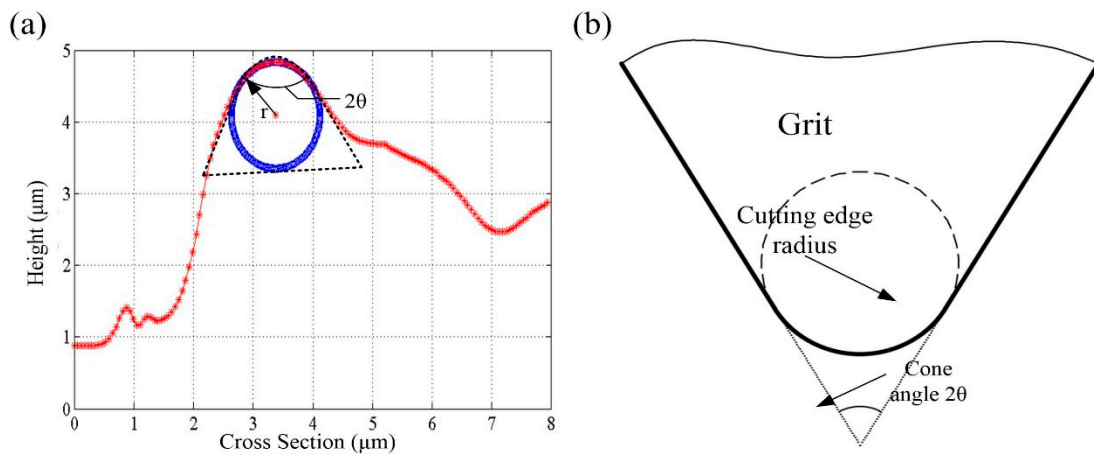 (a)
5
4
3
2
1
0
Height (μm)
r
2θ
0 1 2 3 4 5 6 7 8
Cross Section (μm)
(b)
Grit
Cutting edge
radius
Cone
angle 2θ